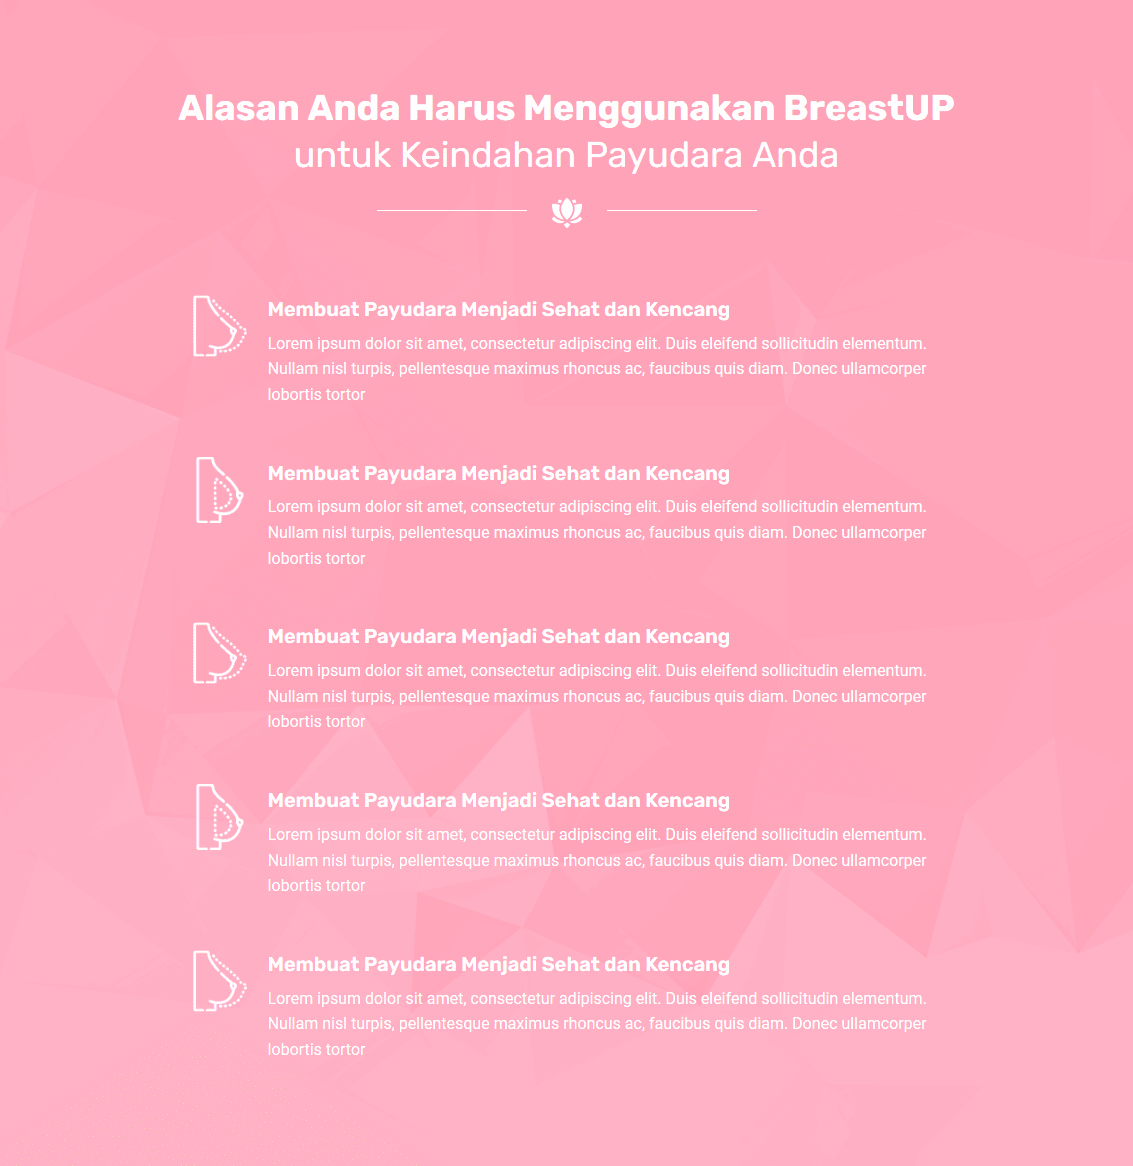 Alasan Anda Harus Menggunakan BreastUP
untuk Keindahan Payudara Anda
Membuat Payudara Menjadi Sehat dan Kencang
Lorem ipsum dolor sit amet, consectetur adipiscing elit. Duis eleifend sollicitudin elementum.
Nullam nisl turpis, pellentesque maximus rhoncus ac, faucibus quis diam. Donec ullamcorper
lobortis tortor
Membuat Payudara Menjadi Sehat dan Kencang
Lorem ipsum dolor sit amet, consectetur adipiscing elit. Duis eleifend sollicitudin elementum.
Nullam nisl turpis, pellentesque maximus rhoncus ac, faucibus quis diam. Donec ullamcorper
lobortis tortor
Membuat Payudara Menjadi Sehat dan Kencang
Lorem ipsum dolor sit amet, consectetur adipiscing elit. Duis eleifend sollicitudin elementum.
Nullam nisl turpis, pellentesque maximus rhoncus ac, faucibus quis diam. Donec ullamcorper
lobortis tortor
Membuat Payudara Menjadi Sehat dan Kencang
Lorem ipsum dolor sit amet, consectetur adipiscing elit. Duis eleifend sollicitudin elementum.
Nullam nisl turpis, pellentesque maximus rhoncus ac, faucibus quis diam. Donec ullamcorper
lobortis tortor
Membuat Payudara Menjadi Sehat dan Kencang
Lorem ipsum dolor sit amet, consectetur adipiscing elit. Duis eleifend sollicitudin elementum.
Nullam nisl turpis, pellentesque maximus rhoncus ac, faucibus quis diam. Donec ullamcorper
lobortis tortor